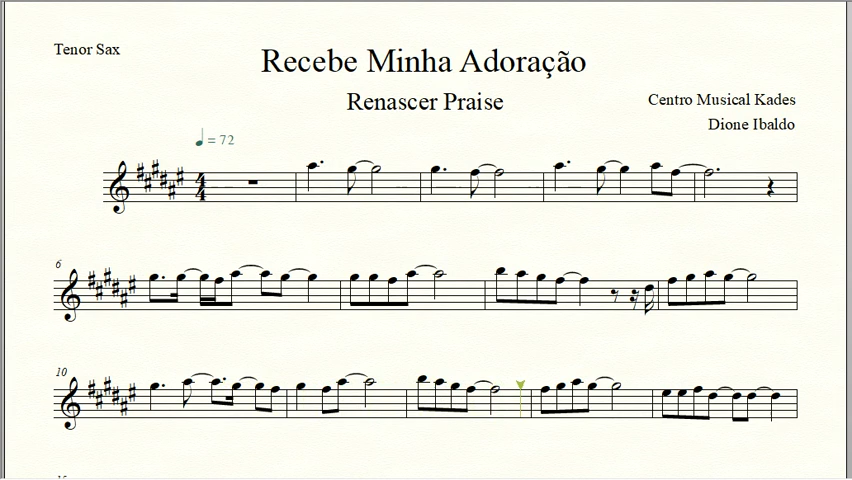 Tenor Sax
Recebe Minha Adoração
Renascer Praise
Centro Musical Kades
Dione Ibaldo
= 72
4
4
6
10